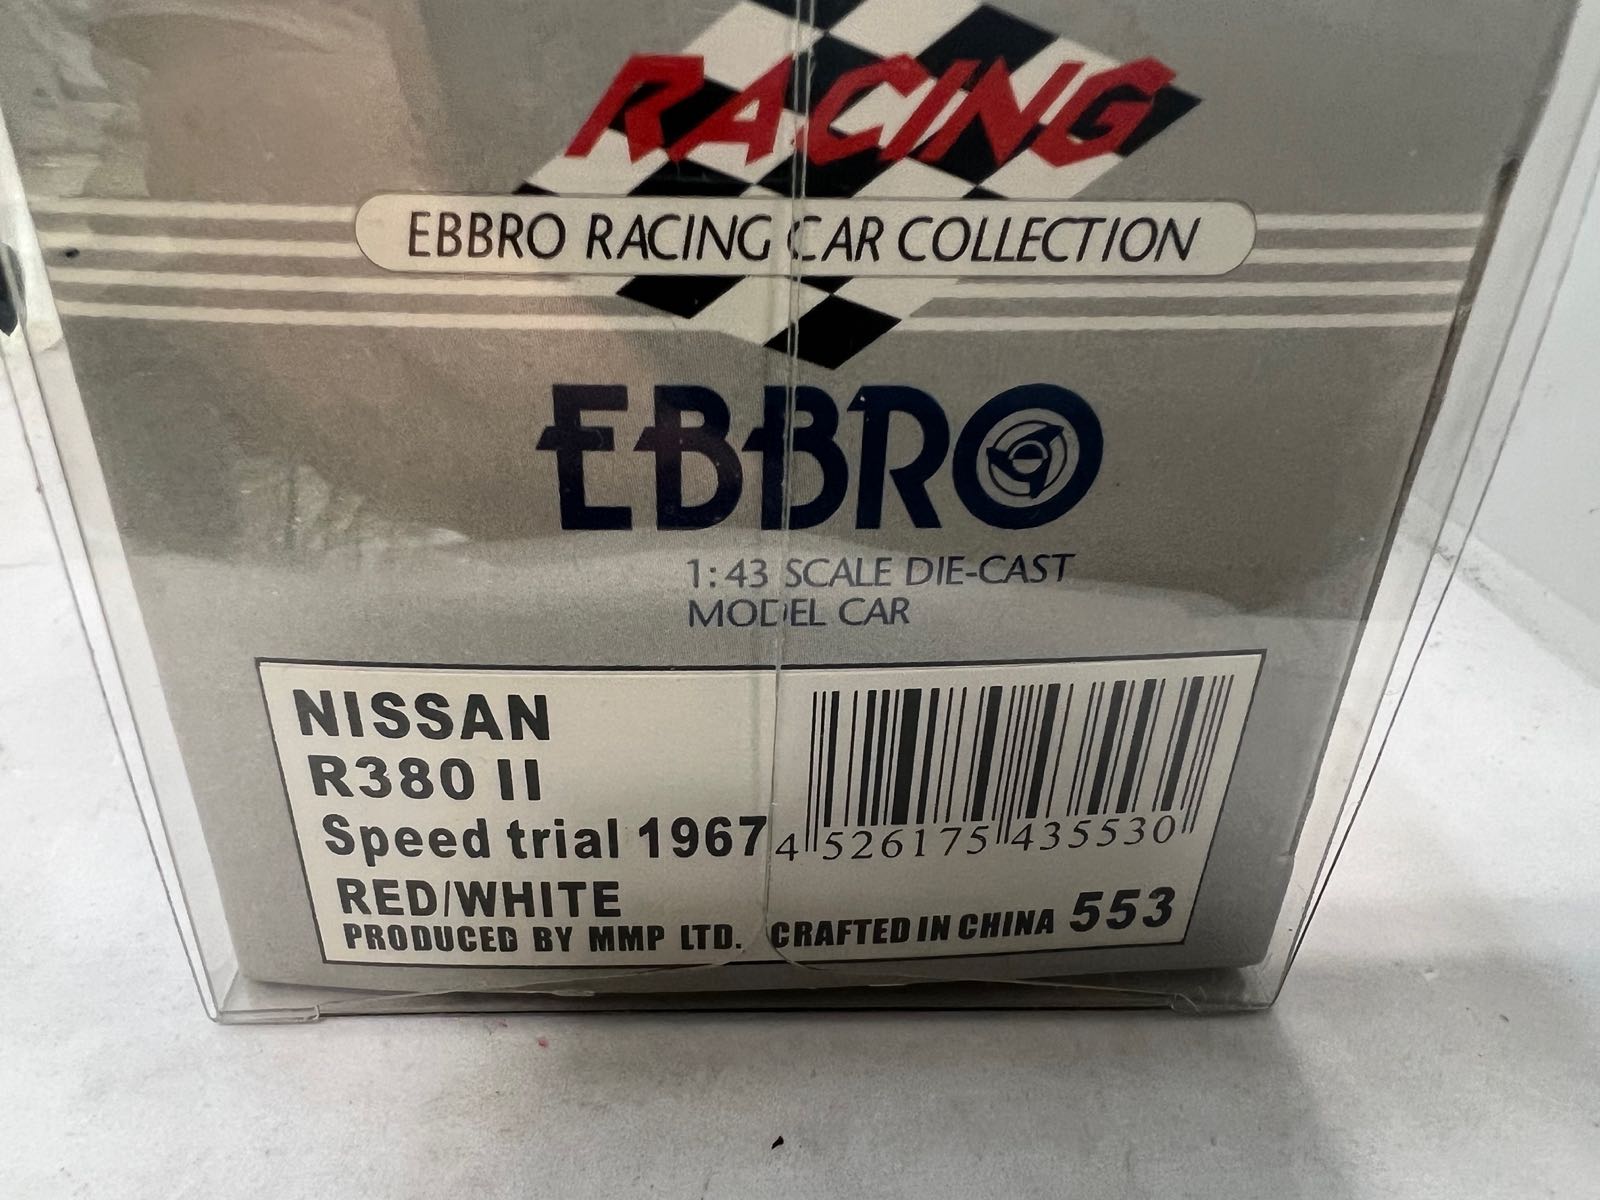 RACING
EBBRO RACING CAR COLLECTION
EBBRO
1:43 SCALE DIE-CAST
MODEL CAR
NISSAN
R380 II
Speed trial 1967
RED/WHITE
PRODUCED BY MMP LTD. CRAFTED IN CHINA 553
4 526175 435530